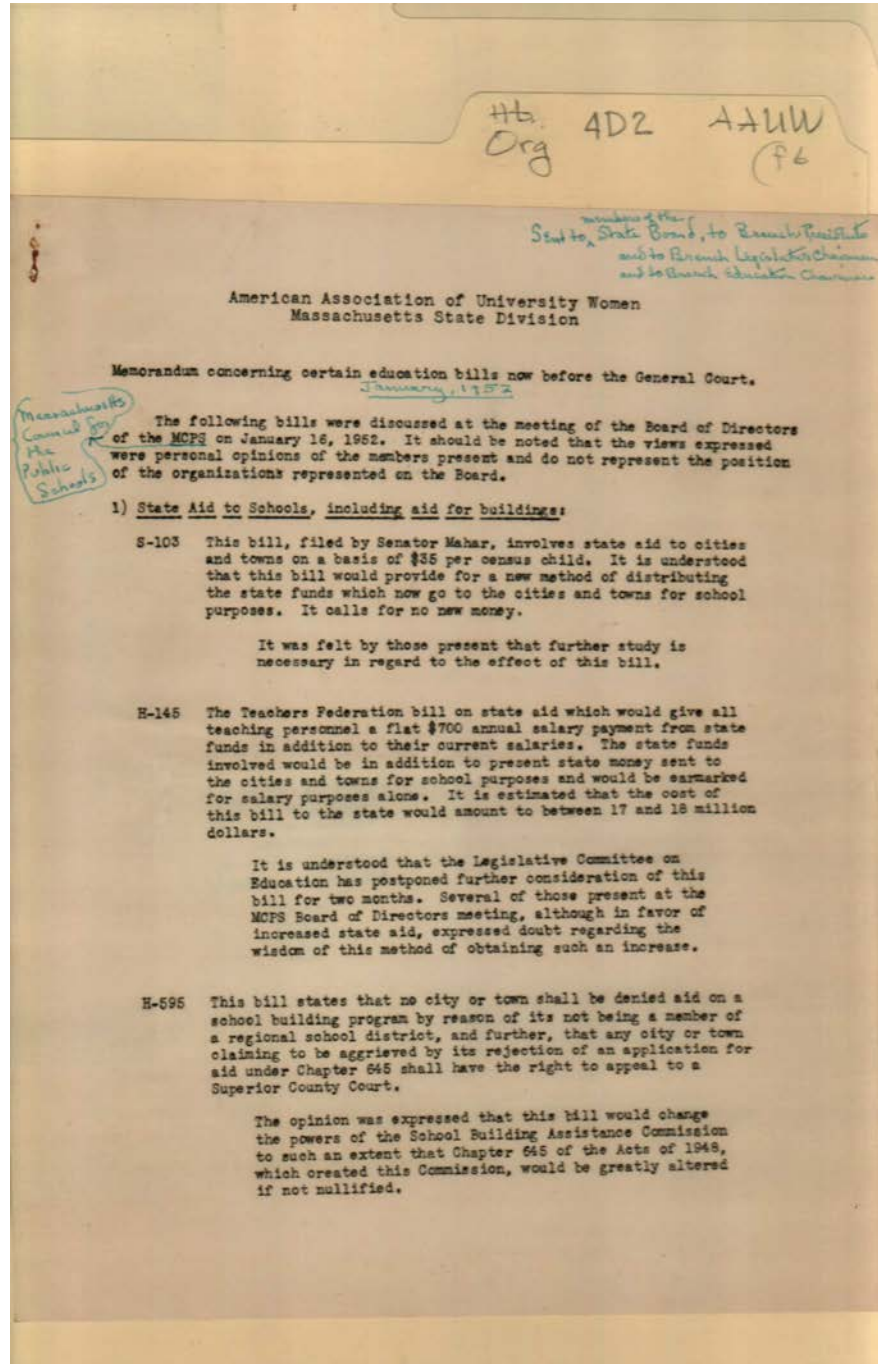 Hb. 4D2 AAUW
Org (f6
members of the
Sent to State Board, to Branch Presidents
and to Branch Legislative Chairmen
and to Branch Education Chairmen
American Association of University Women
Massachusetts State Division
Memorandum concerning certain education bills now before the General Court.
January, 1952
Massachusetts
Council for
the
Public
Schools
The following bills were discussed at the meeting of the Board of Directors
of the MCPS on January 16, 1952. It should be noted that the views expressed
were personal opinions of the members present and do not represent the position
of the organizations represented on the Board.
1) State Aid to Schools, including aid for buildings:
S-103 This bill, filed by Senator Mahar, involves state aid to cities
and towns on a basis of $35 per census child. It is understood
that this bill would provide for a new method of distributing
the state funds which now go to the cities and towns for school
purposes. It calls for no new money.
It was felt by those present that further study is
necessary in regard to the effect of this bill.
H-145 The Teachers Federation bill on state aid which would give all
teaching personnel a flat $700 annual salary payment from state
funds in addition to their current salaries. The state funds
involved would be in addition to present state money sent to
the cities and towns for school purposes and would be earmarked
for salary purposes alone. It is estimated that the cost of
this bill to the state would amount to between 17 and 18 million
dollars.
It is understood that the Legislative Committee on
Education has postponed further consideration of this
bill for two months. Several of those present at the
MCPS Board of Directors meeting, although in favor of
increased state aid, expressed doubt regarding the
wisdom of this method of obtaining such an increase.
H-595 This bill states that no city or town shall be denied aid on a
school building program by reason of its not being a member of
a regional school district, and further, that any city or town
claiming to be aggrieved by its rejection of an application for
aid under Chapter 645 shall have the right to appeal to a
Superior County Court.
The opinion was expressed that this bill would change
the powers of the School Building Assistance Commission
to such an extent that Chapter 645 of the Acts of 1948,
which created this Commission, would be greatly altered
if not nullified.